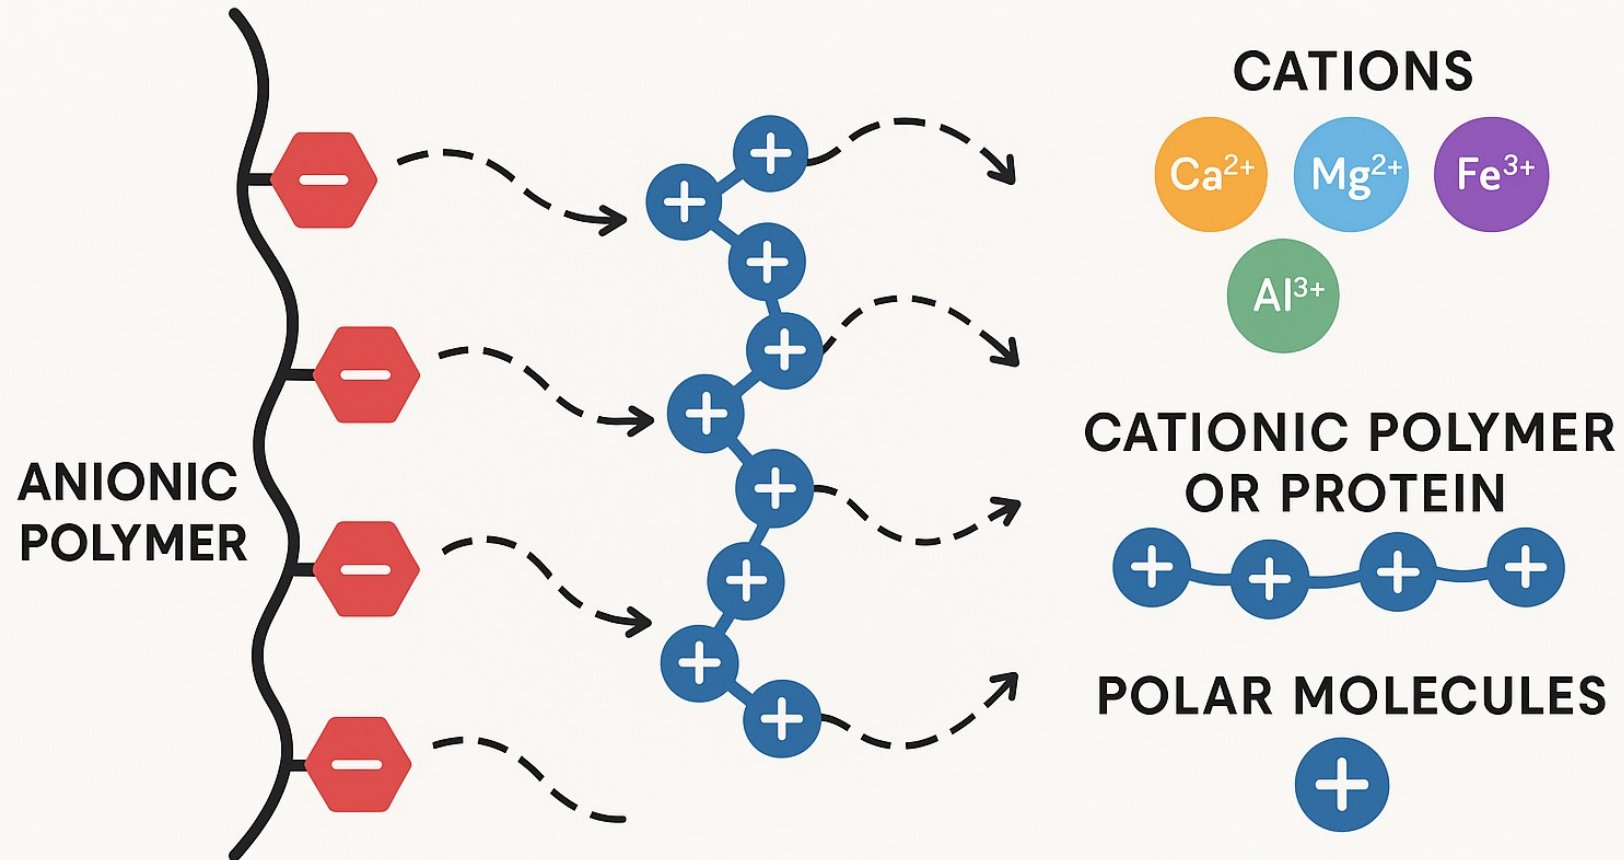 ANIONIC
POLYMER
CATIONS
Ca²⁺ Mg²⁺ Fe³⁺
Al³⁺
CATIONIC POLYMER
OR PROTEIN
+ + + +
POLAR MOLECULES
+